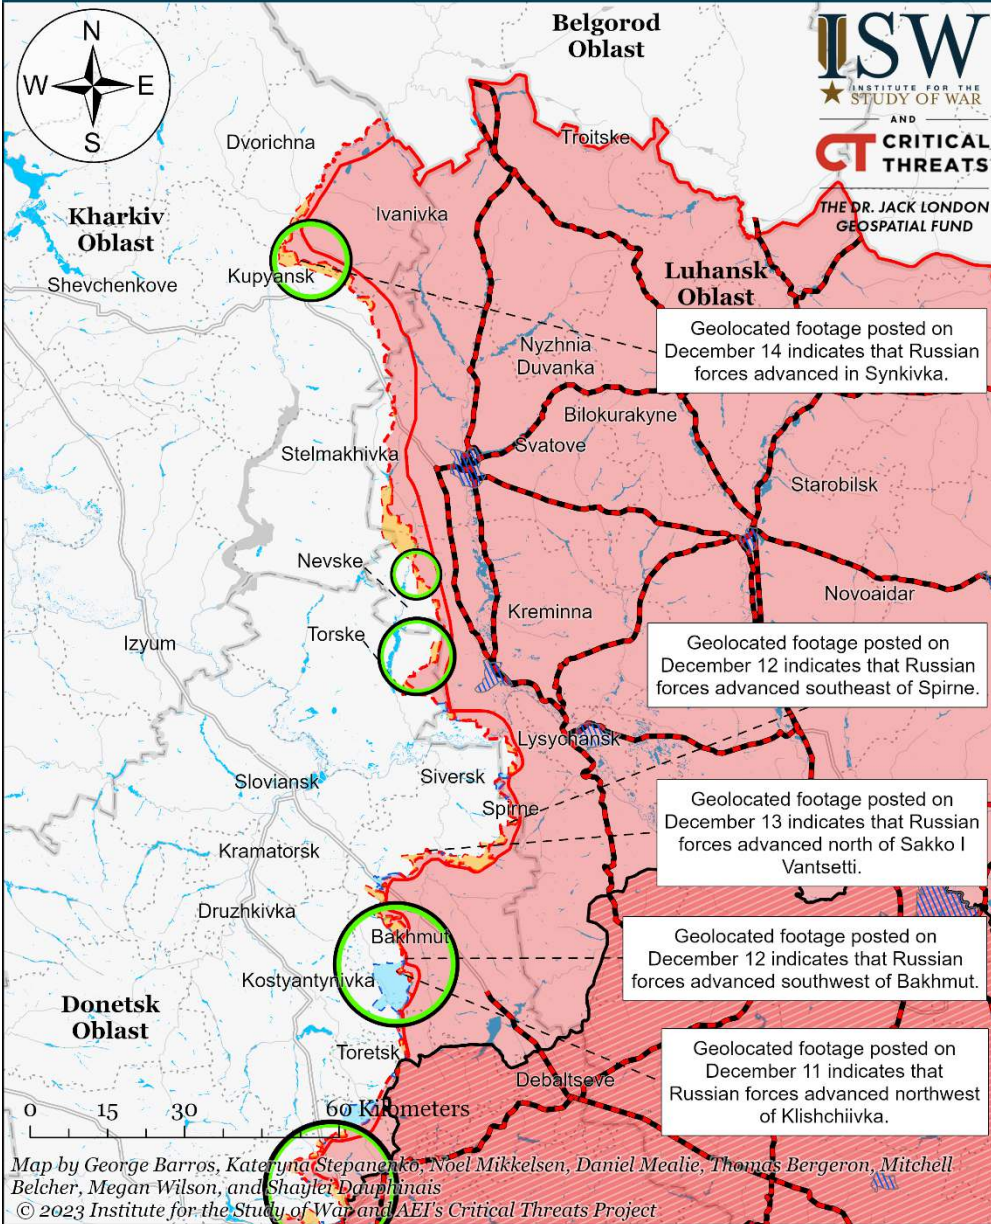 N
W
E
S
Belgorod
Oblast
ISW
INSTITUTE FOR THE
STUDY OF WAR
AND
CT CRITICAL
THREATS
THE DR. JACK LONDON
GEOSPATIAL FUND
Dvorichna
Troitske
Kharkiv
Oblast
Ivanivka
Shevchenkove
Kupyansk
Luhansk
Oblast
Geolocated footage posted on
December 14 indicates that Russian
forces advanced in Synkivka.
Nyzhnia
Duvanka
Bilokurakyne
Svatove
Stelmakhivka
Starobilsk
Nevske
Novoaidar
Kreminna
Torske
Izyum
Geolocated footage posted on
December 12 indicates that Russian
forces advanced southeast of Spirne.
Lysychansk
Siversk
Sloviansk
Spirne
Geolocated footage posted on
December 13 indicates that Russian
forces advanced north of Sakko I
Vantsetti.
Kramatorsk
Druzhkivka
Bakhmut
Geolocated footage posted on
December 12 indicates that Russian
forces advanced southwest of Bakhmut.
Kostyantynivka
Donetsk
Oblast
Toretsk
Debaltseve
Geolocated footage posted on
December 11 indicates that
Russian forces advanced northwest
of Klishchiivka.
0 15 30 60 Kilometers
Map by George Barros, Kateryna Stepanenko, Noel Mikkelsen, Daniel Mealie, Thomas Bergeron, Mitchell
Belcher, Megan Wilson, and Shaylei Dauphinais
© 2023 Institute for the Study of War and AEI's Critical Threats Project